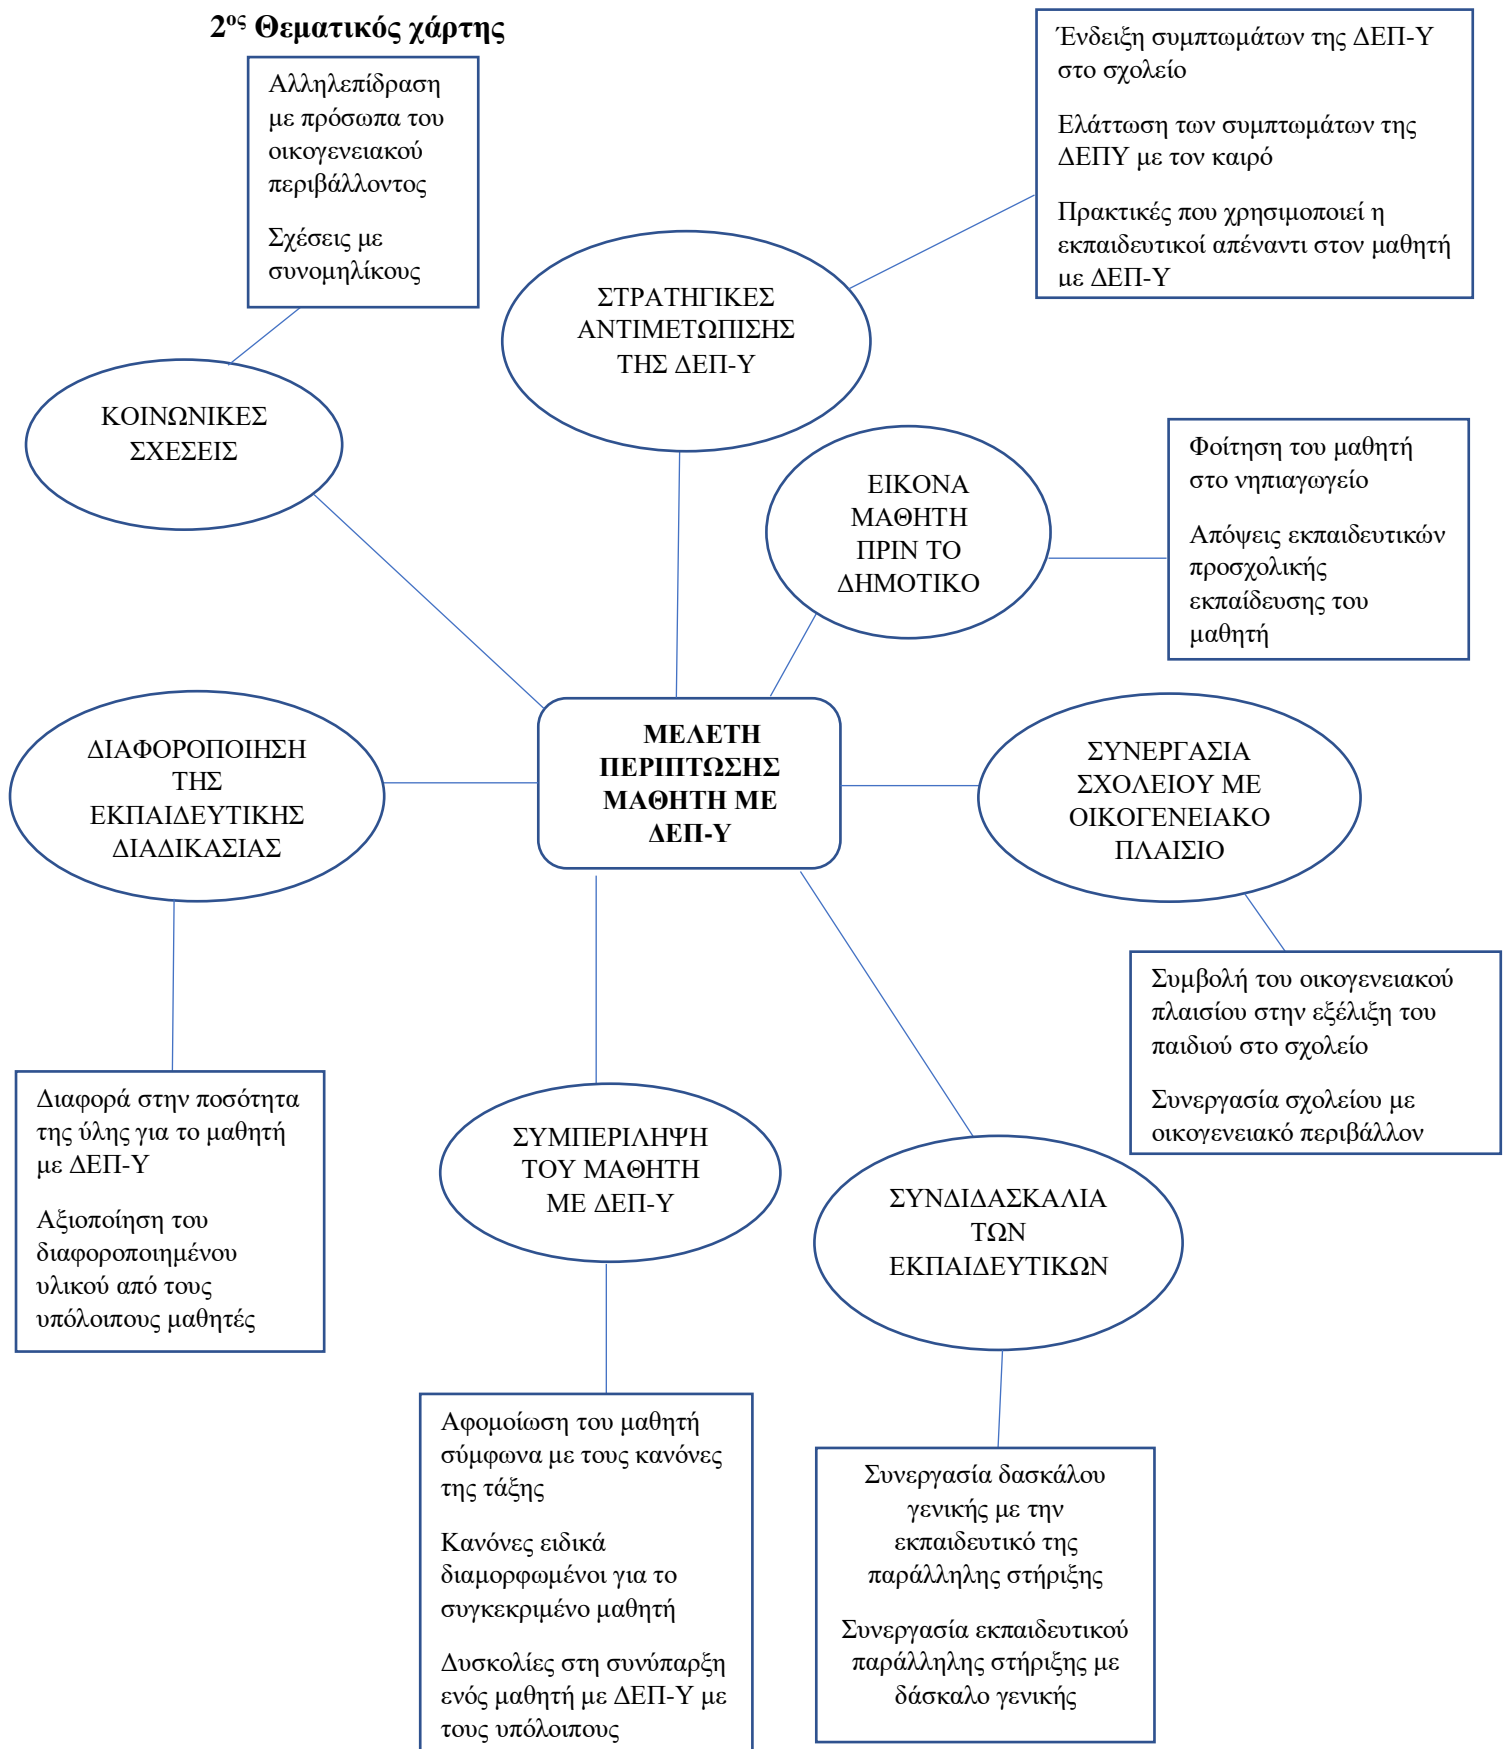 2ος Θεματικός χάρτης
Αλληλεπίδραση
με πρόσωπα του
οικογενειακού
περιβάλλοντος
Σχέσεις με
συνομηλίκους
Ένδειξη συμπτωμάτων της ΔΕΠ-Υ
στο σχολείο
Ελάττωση των συμπτωμάτων της
ΔΕΠΥ με τον καιρό
Πρακτικές που χρησιμοποιεί η
εκπαιδευτικοί απέναντι στον μαθητή
με ΔΕΠ-Υ
ΣΤΡΑΤΗΓΙΚΕΣ
ΑΝΤΙΜΕΤΩΠΙΣΗΣ
ΤΗΣ ΔΕΠ-Υ
ΚΟΙΝΩΝΙΚΕΣ
ΣΧΕΣΕΙΣ
ΕΙΚΟΝΑ
ΜΑΘΗΤΗ
ΠΡΙΝ ΤΟ
ΔΗΜΟΤΙΚΟ
Φοίτηση του μαθητή
στο νηπιαγωγείο
Απόψεις εκπαιδευτικών
προσχολικής
εκπαίδευσης του
μαθητή
ΔΙΑΦΟΡΟΠΟΙΗΣΗ
ΤΗΣ
ΕΚΠΑΙΔΕΥΤΙΚΗΣ
ΔΙΑΔΙΚΑΣΙΑΣ
ΜΕΛΕΤΗ
ΠΕΡΙΠΤΩΣΗΣ
ΜΑΘΗΤΗ ΜΕ
ΔΕΠ-Υ
ΣΥΝΕΡΓΑΣΙΑ
ΣΧΟΛΕΙΟΥ ΜΕ
ΟΙΚΟΓΕΝΕΙΑΚΟ
ΠΛΑΙΣΙΟ
Συμβολή του οικογενειακού
πλαισίου στην εξέλιξη του
παιδιού στο σχολείο
Συνεργασία σχολείου με
οικογενειακό περιβάλλον
Διαφορά στην ποσότητα
της ύλης για το μαθητή
με ΔΕΠ-Υ
Αξιοποίηση του
διαφοροποιημένου
υλικού από τους
υπόλοιπους μαθητές
ΣΥΜΠΕΡΙΛΗΨΗ
ΤΟΥ ΜΑΘΗΤΗ
ΜΕ ΔΕΠ-Υ
ΣΥΝΔΙΔΑΣΚΑΛΙΑ
ΤΩΝ
ΕΚΠΑΙΔΕΥΤΙΚΩΝ
Αφομοίωση του μαθητή
σύμφωνα με τους κανόνες
της τάξης
Κανόνες ειδικά
διαμορφωμένοι για το
συγκεκριμένο μαθητή
Δυσκολίες στη συνύπαρξη
ενός μαθητή με ΔΕΠ-Υ με
τους υπόλοιπους
Συνεργασία δασκάλου
γενικής με την
εκπαιδευτικό της
παράλληλης στήριξης
Συνεργασία εκπαιδευτικού
παράλληλης στήριξης με
δάσκαλο γενικής